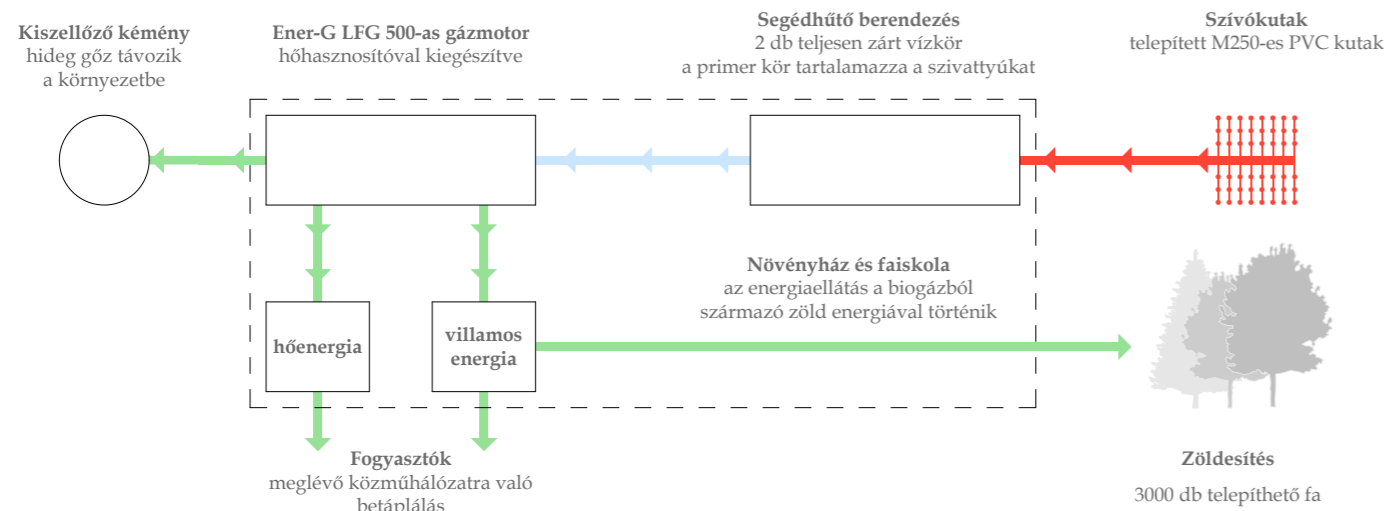 Kiszellőző kémény
hideg gőz távozik
a környezetbe
Ener-G LFG 500-as gázmotor
hőhasznosítóval kiegészítve
Segédhűtő berendezés
2 db teljesen zárt vízkör
a primer kör tartalamazza a szivattyúkat
Szívókutak
telepített M250-es PVC kutak
Növényház és faiskola
az energiaellátás a biogázból
származó zöld energiával történik
hőenergia
villamos
energia
Fogyasztók
meglévő közműhálózatra való
betáplálás
Zöldesítés
3000 db telepíthető fa